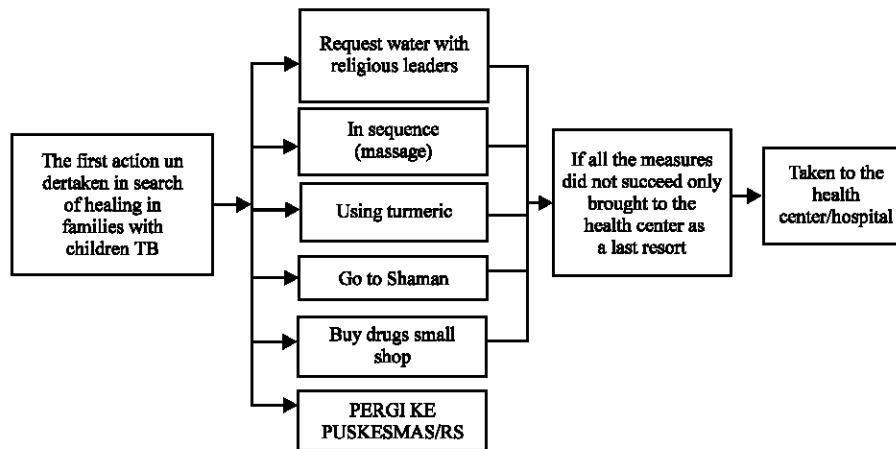 The first action un
dertaken in search
of healing in
families with
children TB
Request water with
religious leaders
In sequence
(massage)
Using turmeric
Go to Shaman
Buy drugs small
shop
PERGI KE
PUSKESMAS/RS
If all the measures
did not succeed only
brought to the
health center as
a last resort
Taken to the
health
center/hospital